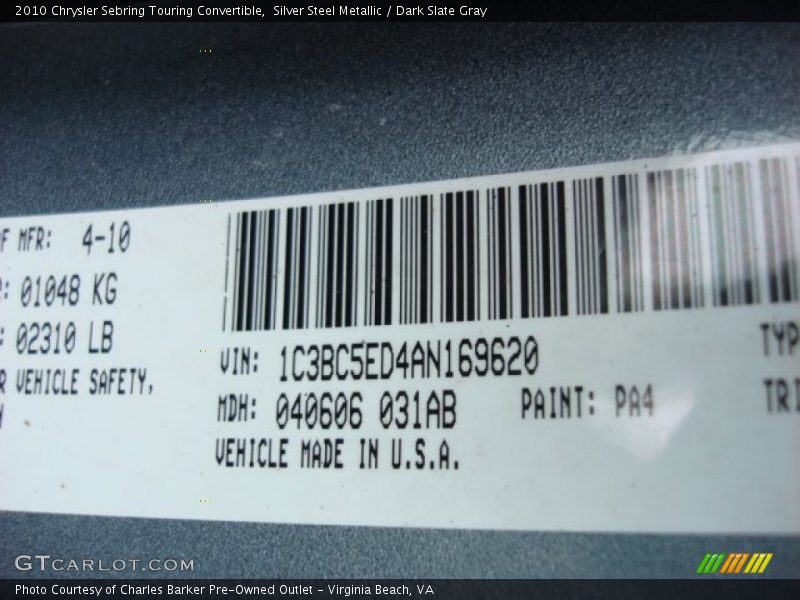 2010 Chrysler Sebring Touring Convertible, Silver Steel Metallic / Dark Slate Gray
MFR: 4-10
01048 KG
02310 LB
VEHICLE SAFETY,
VIN: 1C3BC5ED4AN169620
MDH: 040606 031AB
PAINT: PA4
VEHICLE MADE IN U.S.A.
TYP
TRI
GTCARLOT.COM
Photo Courtesy of Charles Barker Pre-Owned Outlet - Virginia Beach, VA